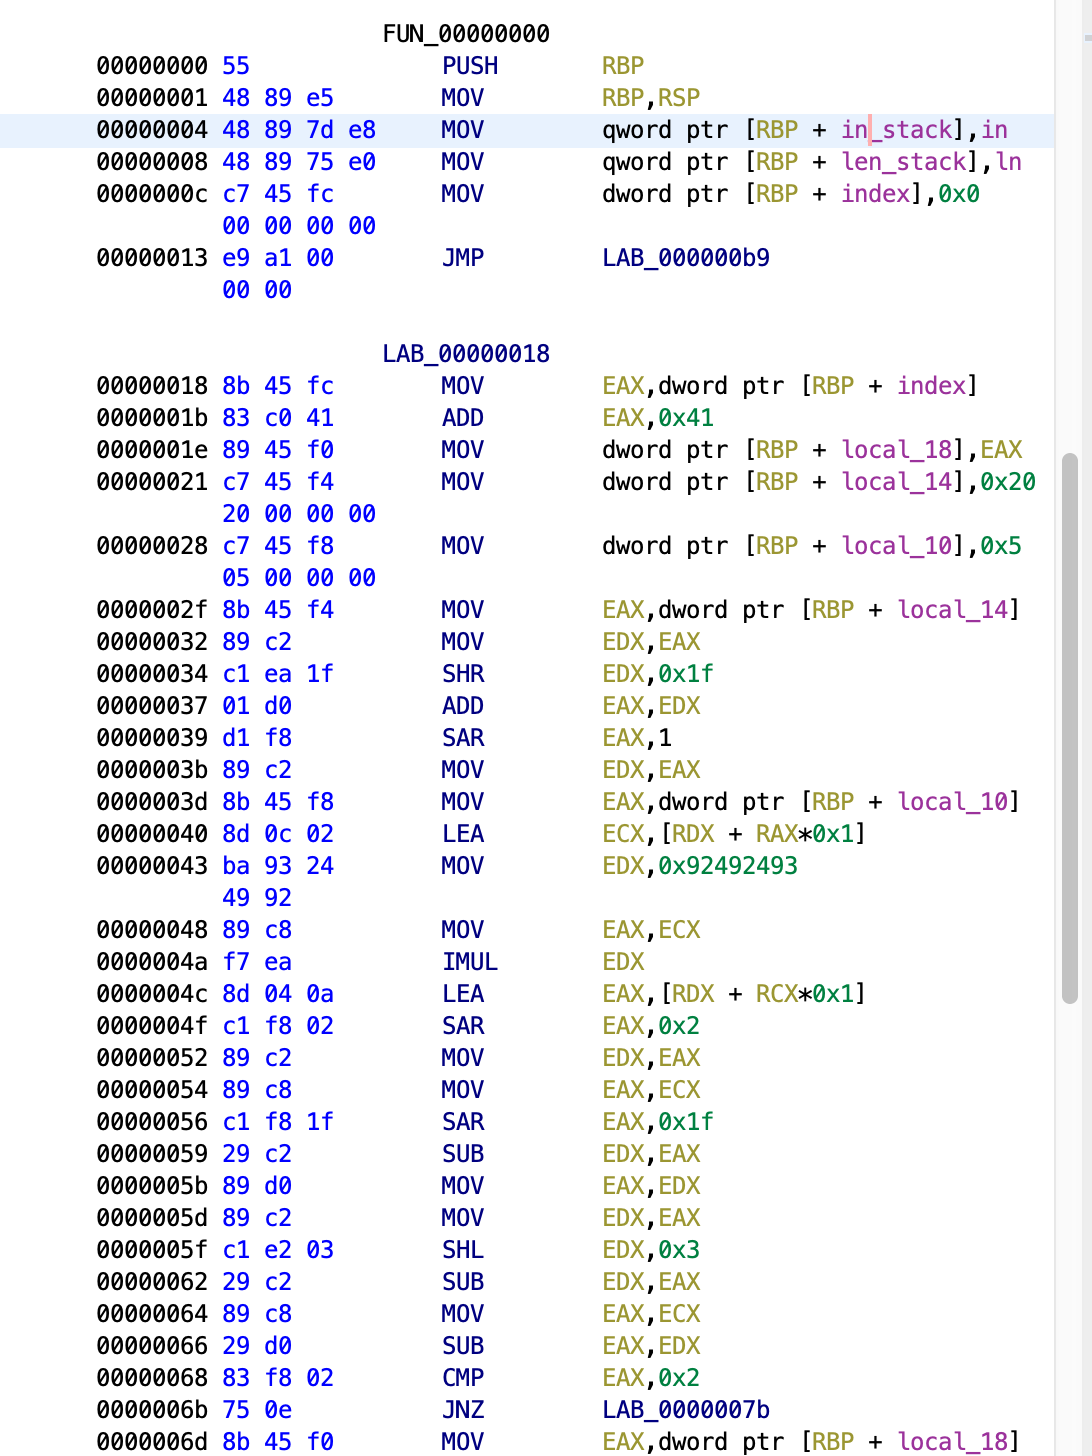 FUN_00000000
00000000 55 PUSH RBP
00000001 48 89 e5 MOV RBP,RSP
00000004 48 89 7d e8 MOV qword ptr [RBP + in_stack],in
00000008 48 89 75 e0 MOV qword ptr [RBP + len_stack],ln
0000000c c7 45 fc MOV dword ptr [RBP + index],0x0
00 00 00 00
00000013 e9 a1 00 JMP LAB_000000b9
00 00
LAB_00000018
00000018 8b 45 fc MOV EAX,dword ptr [RBP + index]
0000001b 83 c0 41 ADD EAX,0x41
0000001e 89 45 f0 MOV dword ptr [RBP + local_18],EAX
00000021 c7 45 f4 MOV dword ptr [RBP + local_14],0x20
20 00 00 00
00000028 c7 45 f8 MOV dword ptr [RBP + local_10],0x5
05 00 00 00
0000002f 8b 45 f4 MOV EAX,dword ptr [RBP + local_14]
00000032 89 c2 MOV EDX,EAX
00000034 c1 ea 1f SHR EDX,0x1f
00000037 01 d0 ADD EAX,EDX
00000039 d1 f8 SAR EAX,1
0000003b 89 c2 MOV EDX,EAX
0000003d 8b 45 f8 MOV EAX,dword ptr [RBP + local_10]
00000040 8d 0c 02 LEA ECX,[RDX + RAX*0x1]
00000043 ba 93 24 MOV EDX,0x92492493
49 92
00000048 89 c8 MOV EAX,ECX
0000004a f7 ea IMUL EDX
0000004c 8d 04 0a LEA EAX,[RDX + RCX*0x1]
0000004f c1 f8 02 SAR EAX,0x2
00000052 89 c2 MOV EDX,EAX
00000054 89 c8 MOV EAX,ECX
00000056 c1 f8 1f SAR EAX,0x1f
00000059 29 c2 SUB EDX,EAX
0000005b 89 d0 MOV EAX,EDX
0000005d 89 c2 MOV EDX,EAX
0000005f c1 e2 03 SHL EDX,0x3
00000062 29 c2 SUB EDX,EAX
00000064 89 c8 MOV EAX,ECX
00000066 29 d0 SUB EAX,EDX
00000068 83 f8 02 CMP EAX,0x2
0000006b 75 0e JNZ LAB_0000007b
0000006d 8b 45 f0 MOV EAX,dword ptr [RBP + local_18]